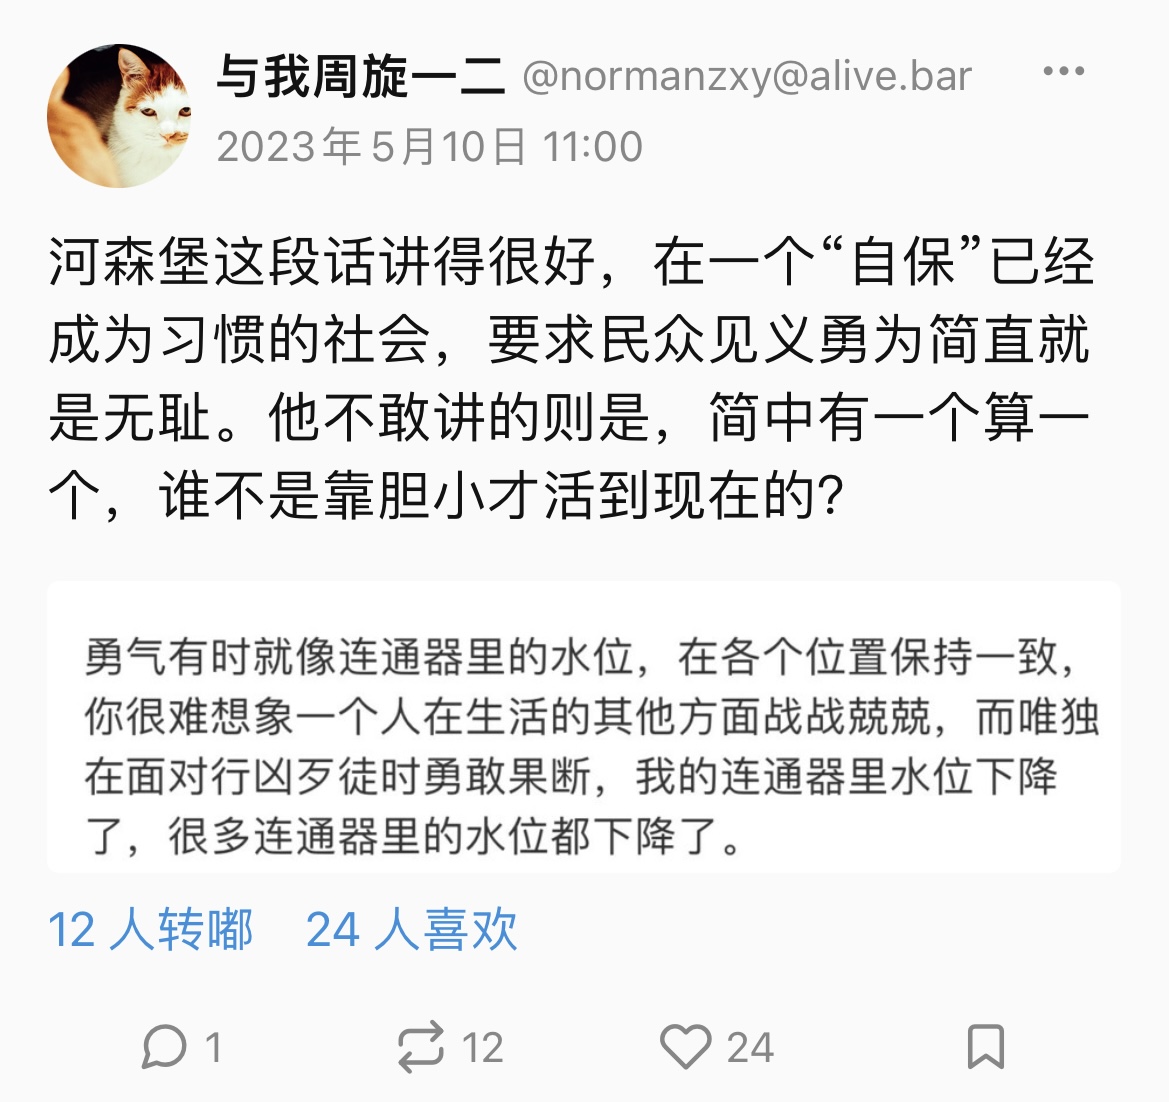 与我周旋一二 @normanzxy@alive.bar
2023年5月10日 11:00
河森堡这段话讲得很好，在一个“自保”已经
成为习惯的社会，要求民众见义勇为简直就
是无耻。他不敢讲的则是，简中有一个算一
个，谁不是靠胆小才活到现在的？
勇气有时就像连通器里的水位，在各个位置保持一致，
你很难想象一个人在生活的其他方面战战兢兢，而唯独
在面对行凶歹徒时勇敢果断，我的连通器里水位下降
了，很多连通器里的水位都下降了。
12 人转嘟 24 人喜欢
1 12 24